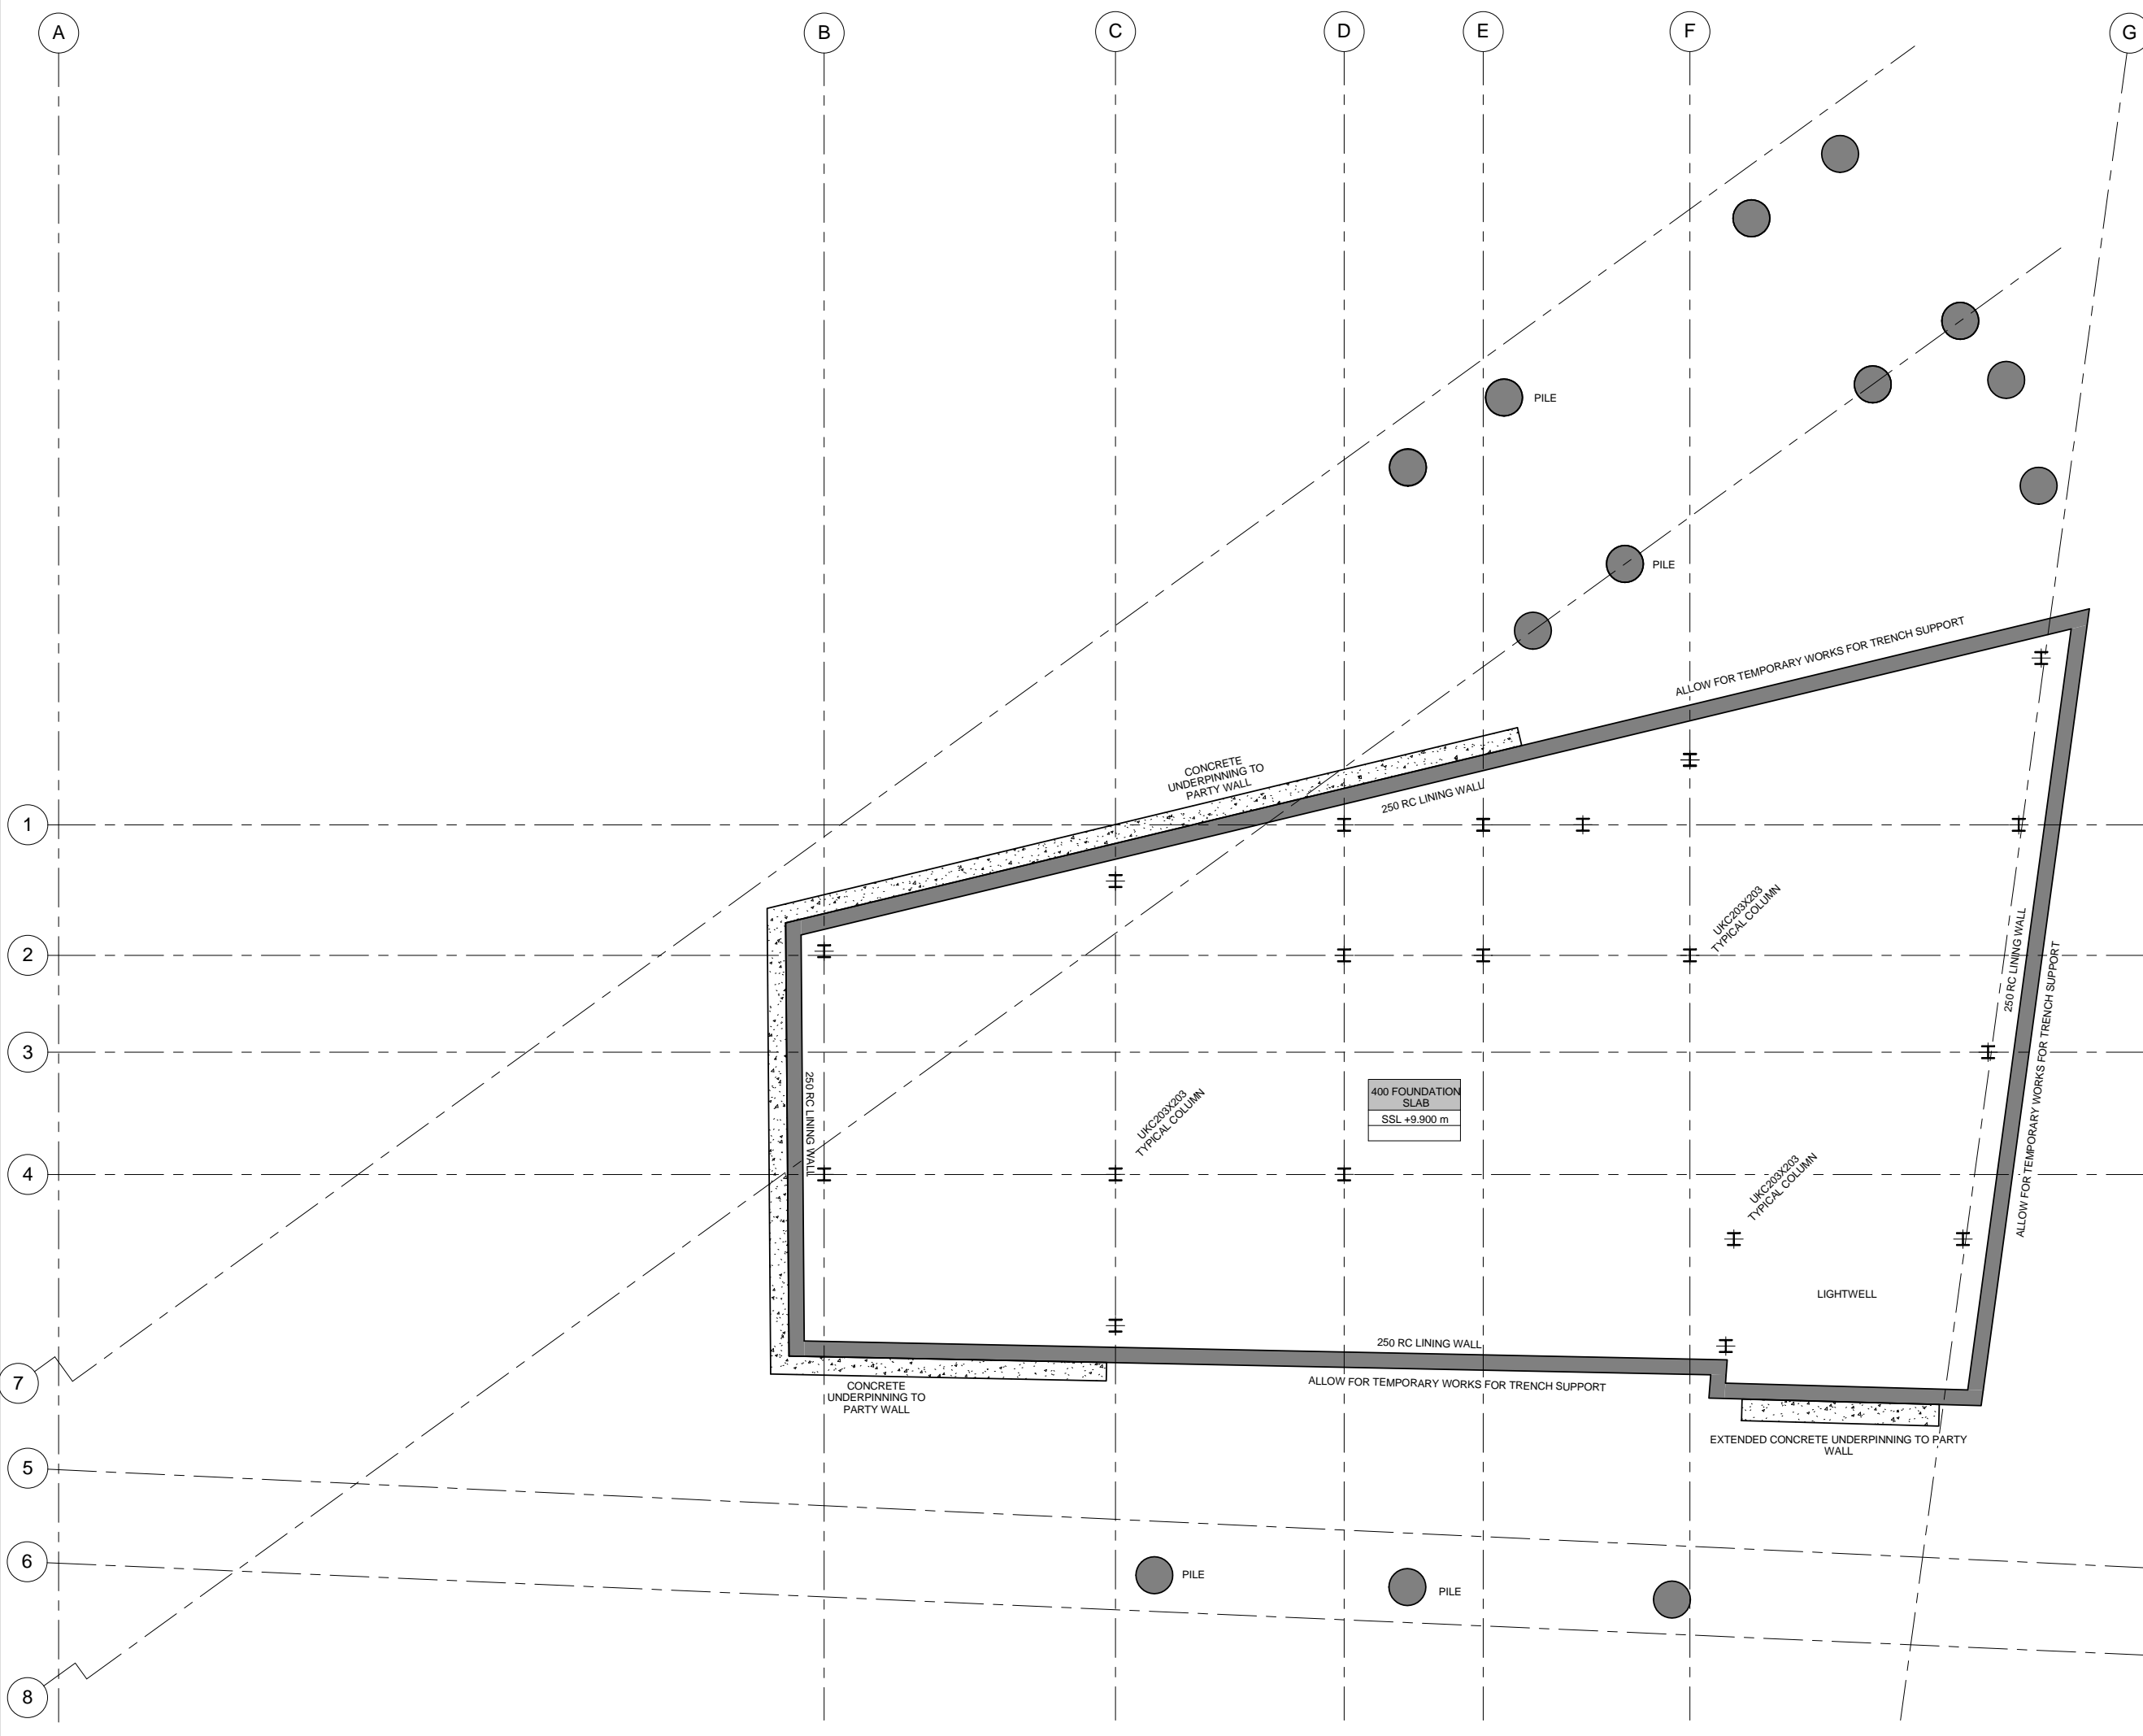 A
B
C
D
E
F
G
PILE
PILE
ALLOW FOR TEMPORARY WORKS FOR TRENCH SUPPORT
CONCRETE
UNDERPINNING TO
PARTY WALL
250 RC LINING WALL
1
UKC203X203
TYPICAL COLUMN
2
250 RC LINING WALL
ALLOW FOR TEMPORARY WORKS FOR TRENCH SUPPORT
3
250 RC LINING WALL
UKC203X203
TYPICAL COLUMN
400 FOUNDATION
SLAB
SSL +9.900 m
4
UKC203X203
TYPICAL COLUMN
LIGHTWELL
250 RC LINING WALL
7
CONCRETE
UNDERPINNING TO
PARTY WALL
ALLOW FOR TEMPORARY WORKS FOR TRENCH SUPPORT
EXTENDED CONCRETE UNDERPINNING TO PARTY
WALL
5
6
PILE
PILE
8